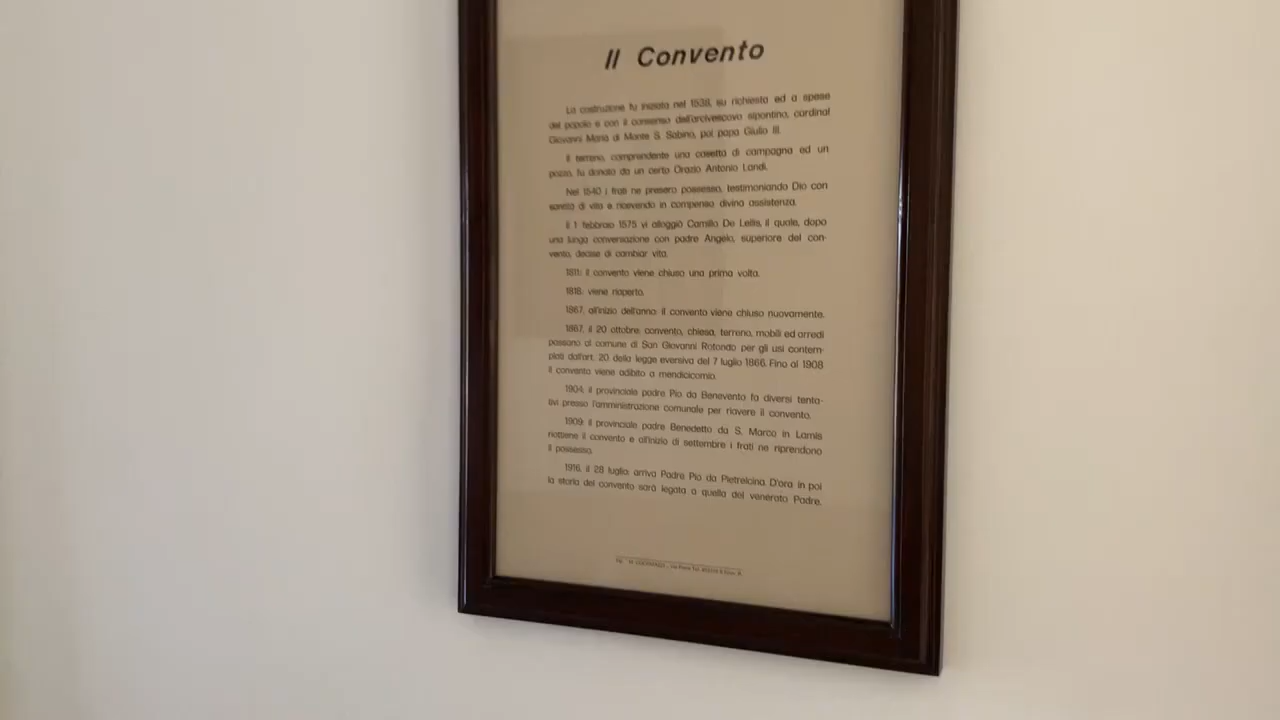 Il Convento
La costruzione fu iniziata nel 1538, su richiesta ed a spese
del popolo e con il consenso dell'arcivescovo sipontino, cardinal
Giovanni Maria di Monte S. Sabino, poi papa Giulio III.
Il terreno, comprendente una casetta di campagna ed un
pozzo, fu donato da un certo Orazio Antonio Landi.
Nel 1540 i frati ne presero possesso, testimoniando Dio con
santità di vita e ricevendo in compenso divina assistenza.
Il 1 febbraio 1575 vi alloggiò Camillo De Lellis, il quale, dopo
una lunga conversazione con padre Angelo, superiore del con-
vento, decise di cambiar vita.
1811: il convento viene chiuso una prima volta.
1818: viene riaperto.
1867, all'inizio dell'anno: il convento viene chiuso nuovamente.
1867, il 20 ottobre: convento, chiesa, terreno, mobili ed arredi
passano al comune di San Giovanni Rotondo per gli usi contem-
plati dall'art. 20 della legge eversiva del 7 luglio 1866. Fino al 1908
il convento viene adibito a mendicicomio.
1904: il provinciale padre Pio da Benevento fa diversi tenta-
tivi presso l'amministrazione comunale per riavere il convento.
1909: il provinciale padre Benedetto da S. Marco in Lamis
riottiene il convento e all'inizio di settembre i frati ne riprendono
il possesso.
1916, il 28 luglio: arriva Padre Pio da Pietrelcina. D'ora in poi
la storia del convento sarà legata a quella del venerato Padre.